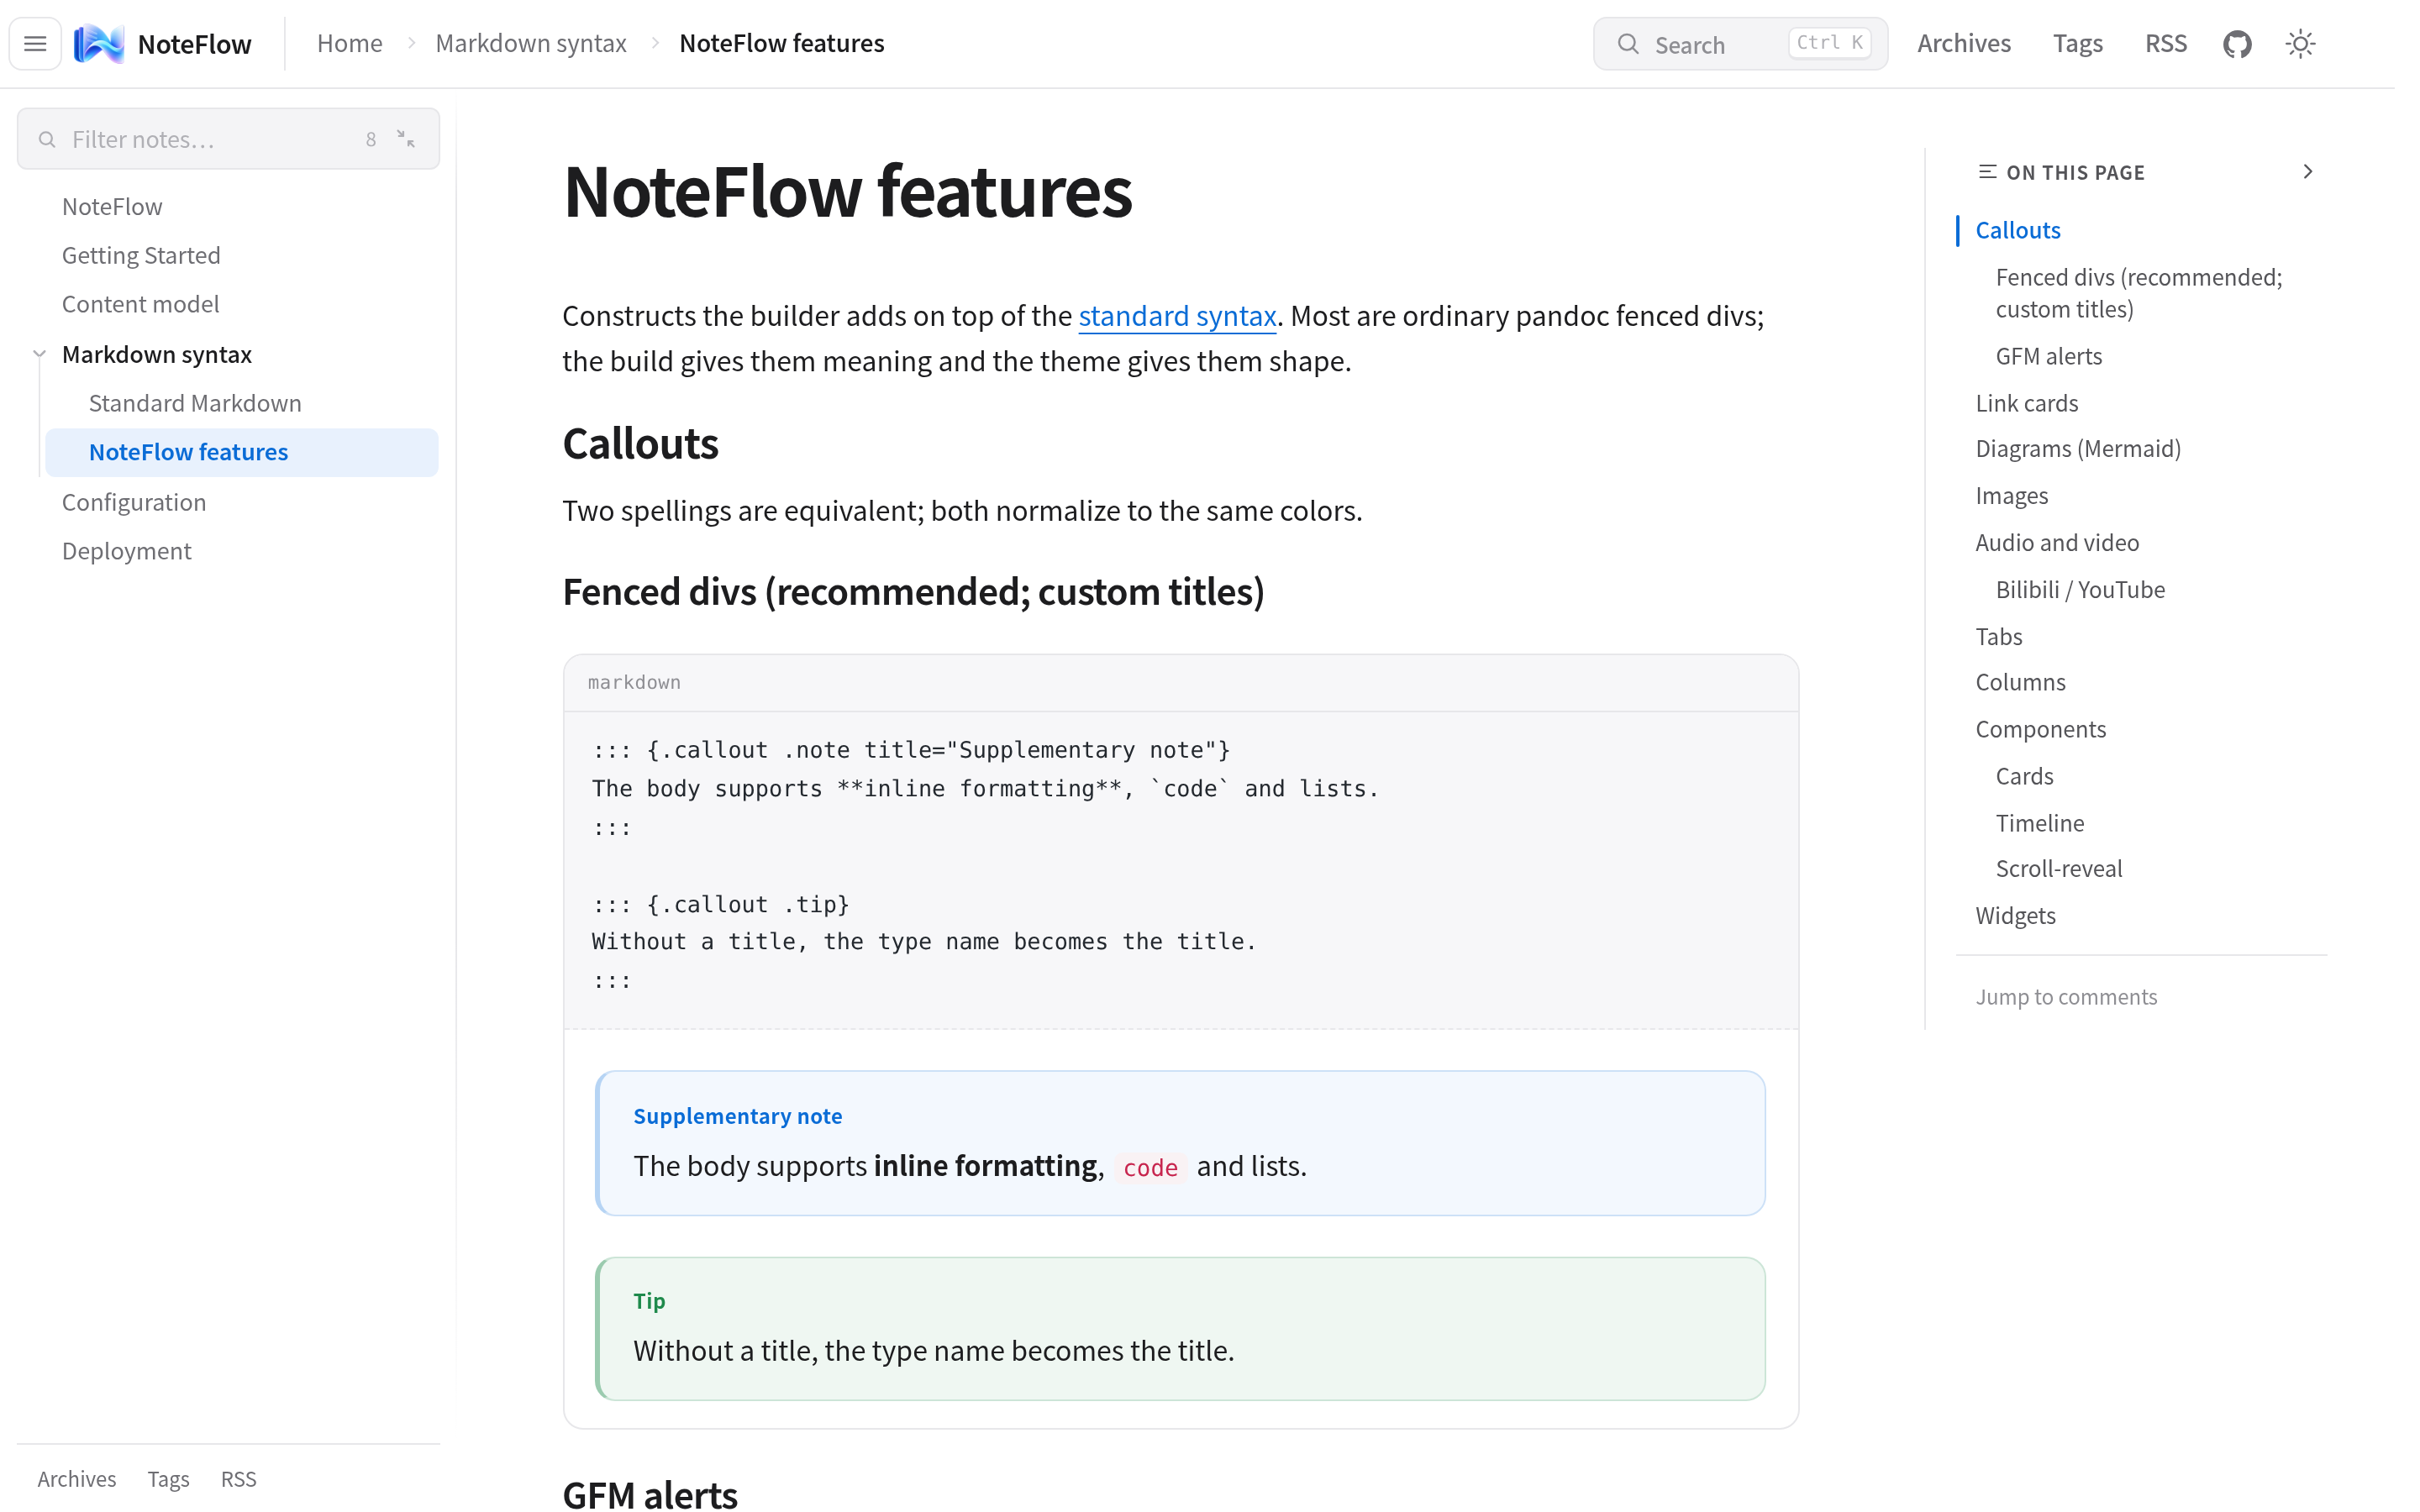 NoteFlow
Home
Markdown syntax
NoteFlow features
Search
Ctrl K
Archives
Tags
RSS
Filter notes…
8
NoteFlow
Getting Started
Content model
Markdown syntax
Standard Markdown
NoteFlow features
Configuration
Deployment
Archives
Tags
RSS
NoteFlow features
Constructs the builder adds on top of the standard syntax. Most are ordinary pandoc fenced divs;
the build gives them meaning and the theme gives them shape.
Callouts
Two spellings are equivalent; both normalize to the same colors.
Fenced divs (recommended; custom titles)
markdown
::: {.callout .note title="Supplementary note"}
The body supports **inline formatting**, `code` and lists.
:::
::: {.callout .tip}
Without a title, the type name becomes the title.
:::
Supplementary note
The body supports inline formatting, code and lists.
Tip
Without a title, the type name becomes the title.
GFM alerts
ON THIS PAGE
Callouts
Fenced divs (recommended;
custom titles)
GFM alerts
Link cards
Diagrams (Mermaid)
Images
Audio and video
Bilibili / YouTube
Tabs
Columns
Components
Cards
Timeline
Scroll-reveal
Widgets
Jump to comments